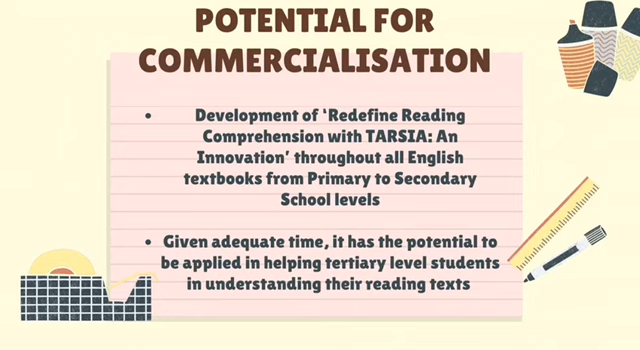 POTENTIAL FOR
COMMERCIALISATION
• Development of ‘Redefine Reading
Comprehension with TARSIA: An
Innovation’ throughout all English
textbooks from Primary to Secondary
School levels
• Given adequate time, it has the potential to
be applied in helping tertiary level students
in understanding their reading texts